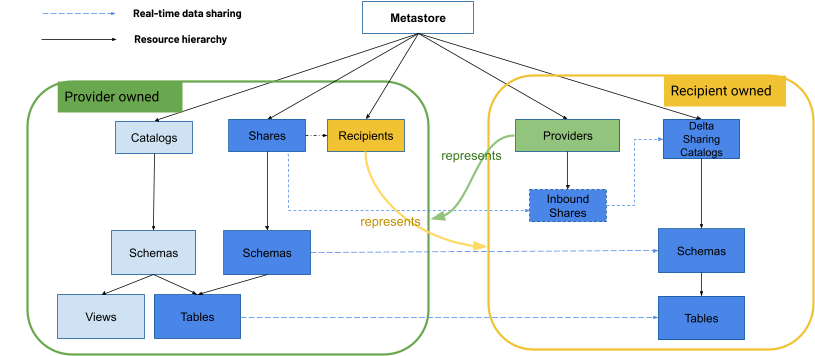 Real-time data sharing
Resource hierarchy
Metastore
Provider owned
Recipient owned
Catalogs
Shares
Recipients
Providers
Delta
Sharing
Catalogs
represents
Inbound
Shares
represents
Schemas
Schemas
Schemas
Views
Tables
Tables